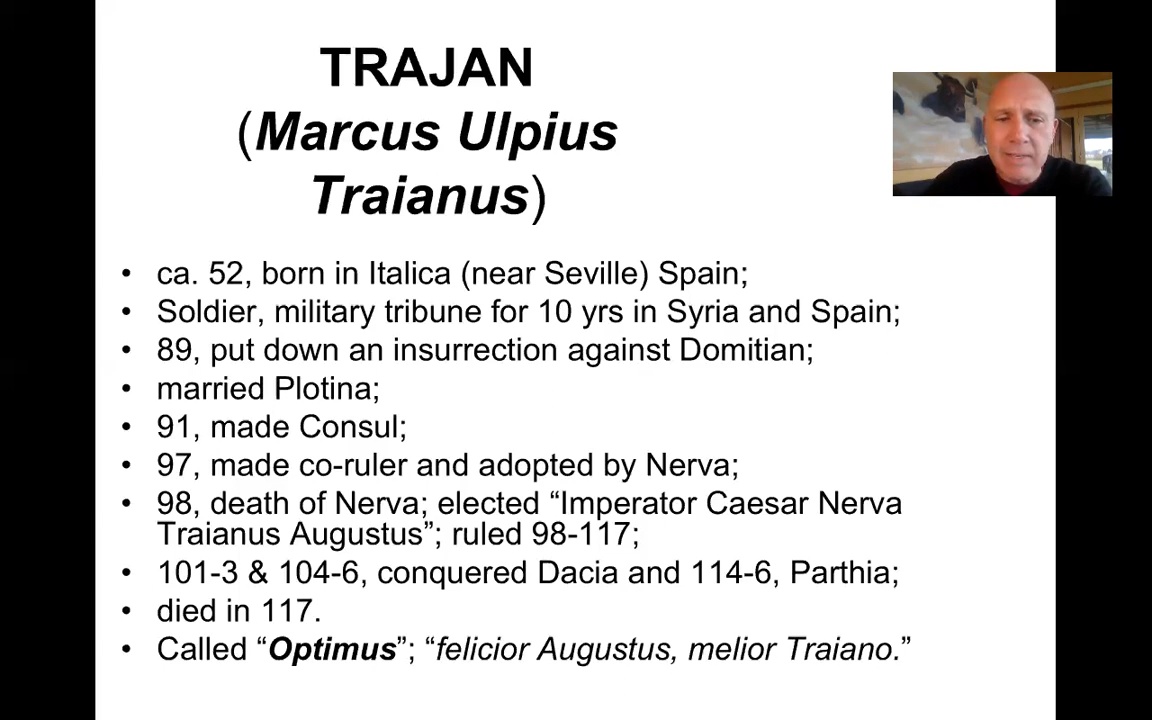 TRAJAN
(Marcus Ulpius
Traianus)
• ca. 52, born in Italica (near Seville) Spain;
• Soldier, military tribune for 10 yrs in Syria and Spain;
• 89, put down an insurrection against Domitian;
• married Plotina;
• 91, made Consul;
• 97, made co-ruler and adopted by Nerva;
• 98, death of Nerva; elected “Imperator Caesar Nerva
Traianus Augustus”; ruled 98-117;
• 101-3 & 104-6, conquered Dacia and 114-6, Parthia;
• died in 117.
• Called “Optimus”; “felicior Augustus, melior Traiano.”